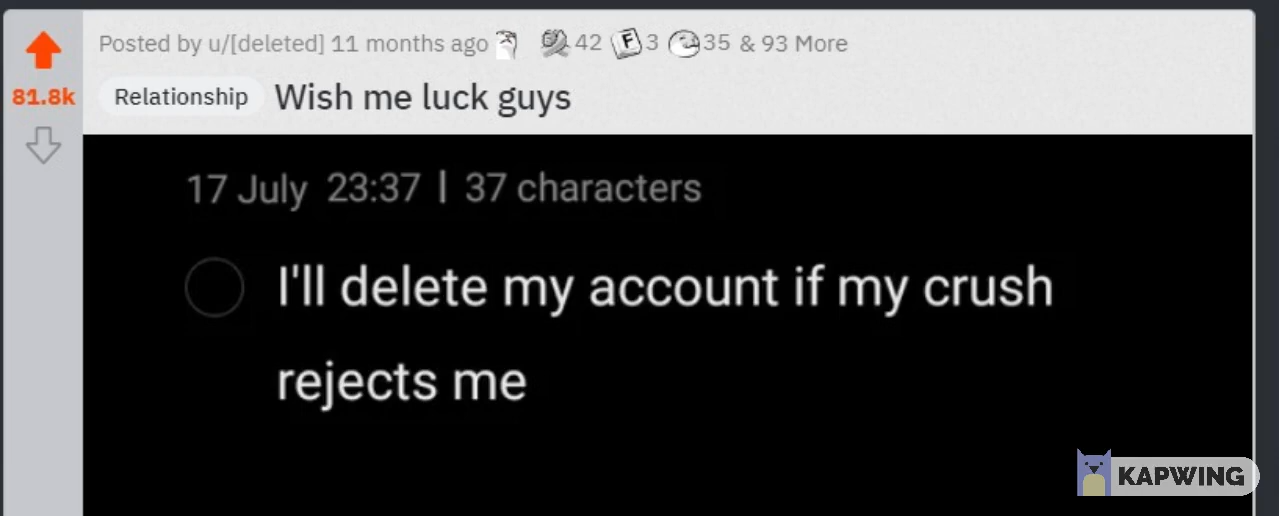 Posted by u/[deleted] 11 months ago 42 F 3 35 & 93 More
81.8k
Relationship Wish me luck guys
17 July 23:37 | 37 characters
I'll delete my account if my crush
rejects me
KAPWING